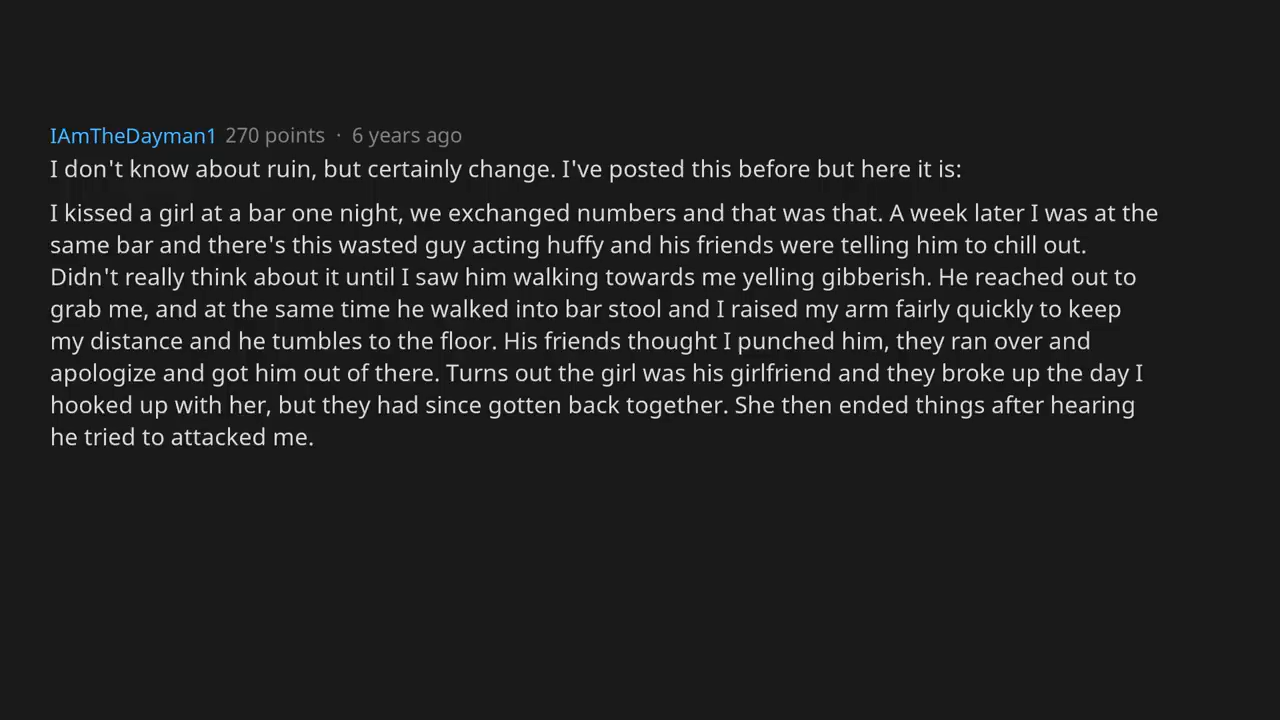 IAmTheDayman1 270 points · 6 years ago
I don't know about ruin, but certainly change. I've posted this before but here it is:
I kissed a girl at a bar one night, we exchanged numbers and that was that. A week later I was at the
same bar and there's this wasted guy acting huffy and his friends were telling him to chill out.
Didn't really think about it until I saw him walking towards me yelling gibberish. He reached out to
grab me, and at the same time he walked into bar stool and I raised my arm fairly quickly to keep
my distance and he tumbles to the floor. His friends thought I punched him, they ran over and
apologize and got him out of there. Turns out the girl was his girlfriend and they broke up the day I
hooked up with her, but they had since gotten back together. She then ended things after hearing
he tried to attacked me.